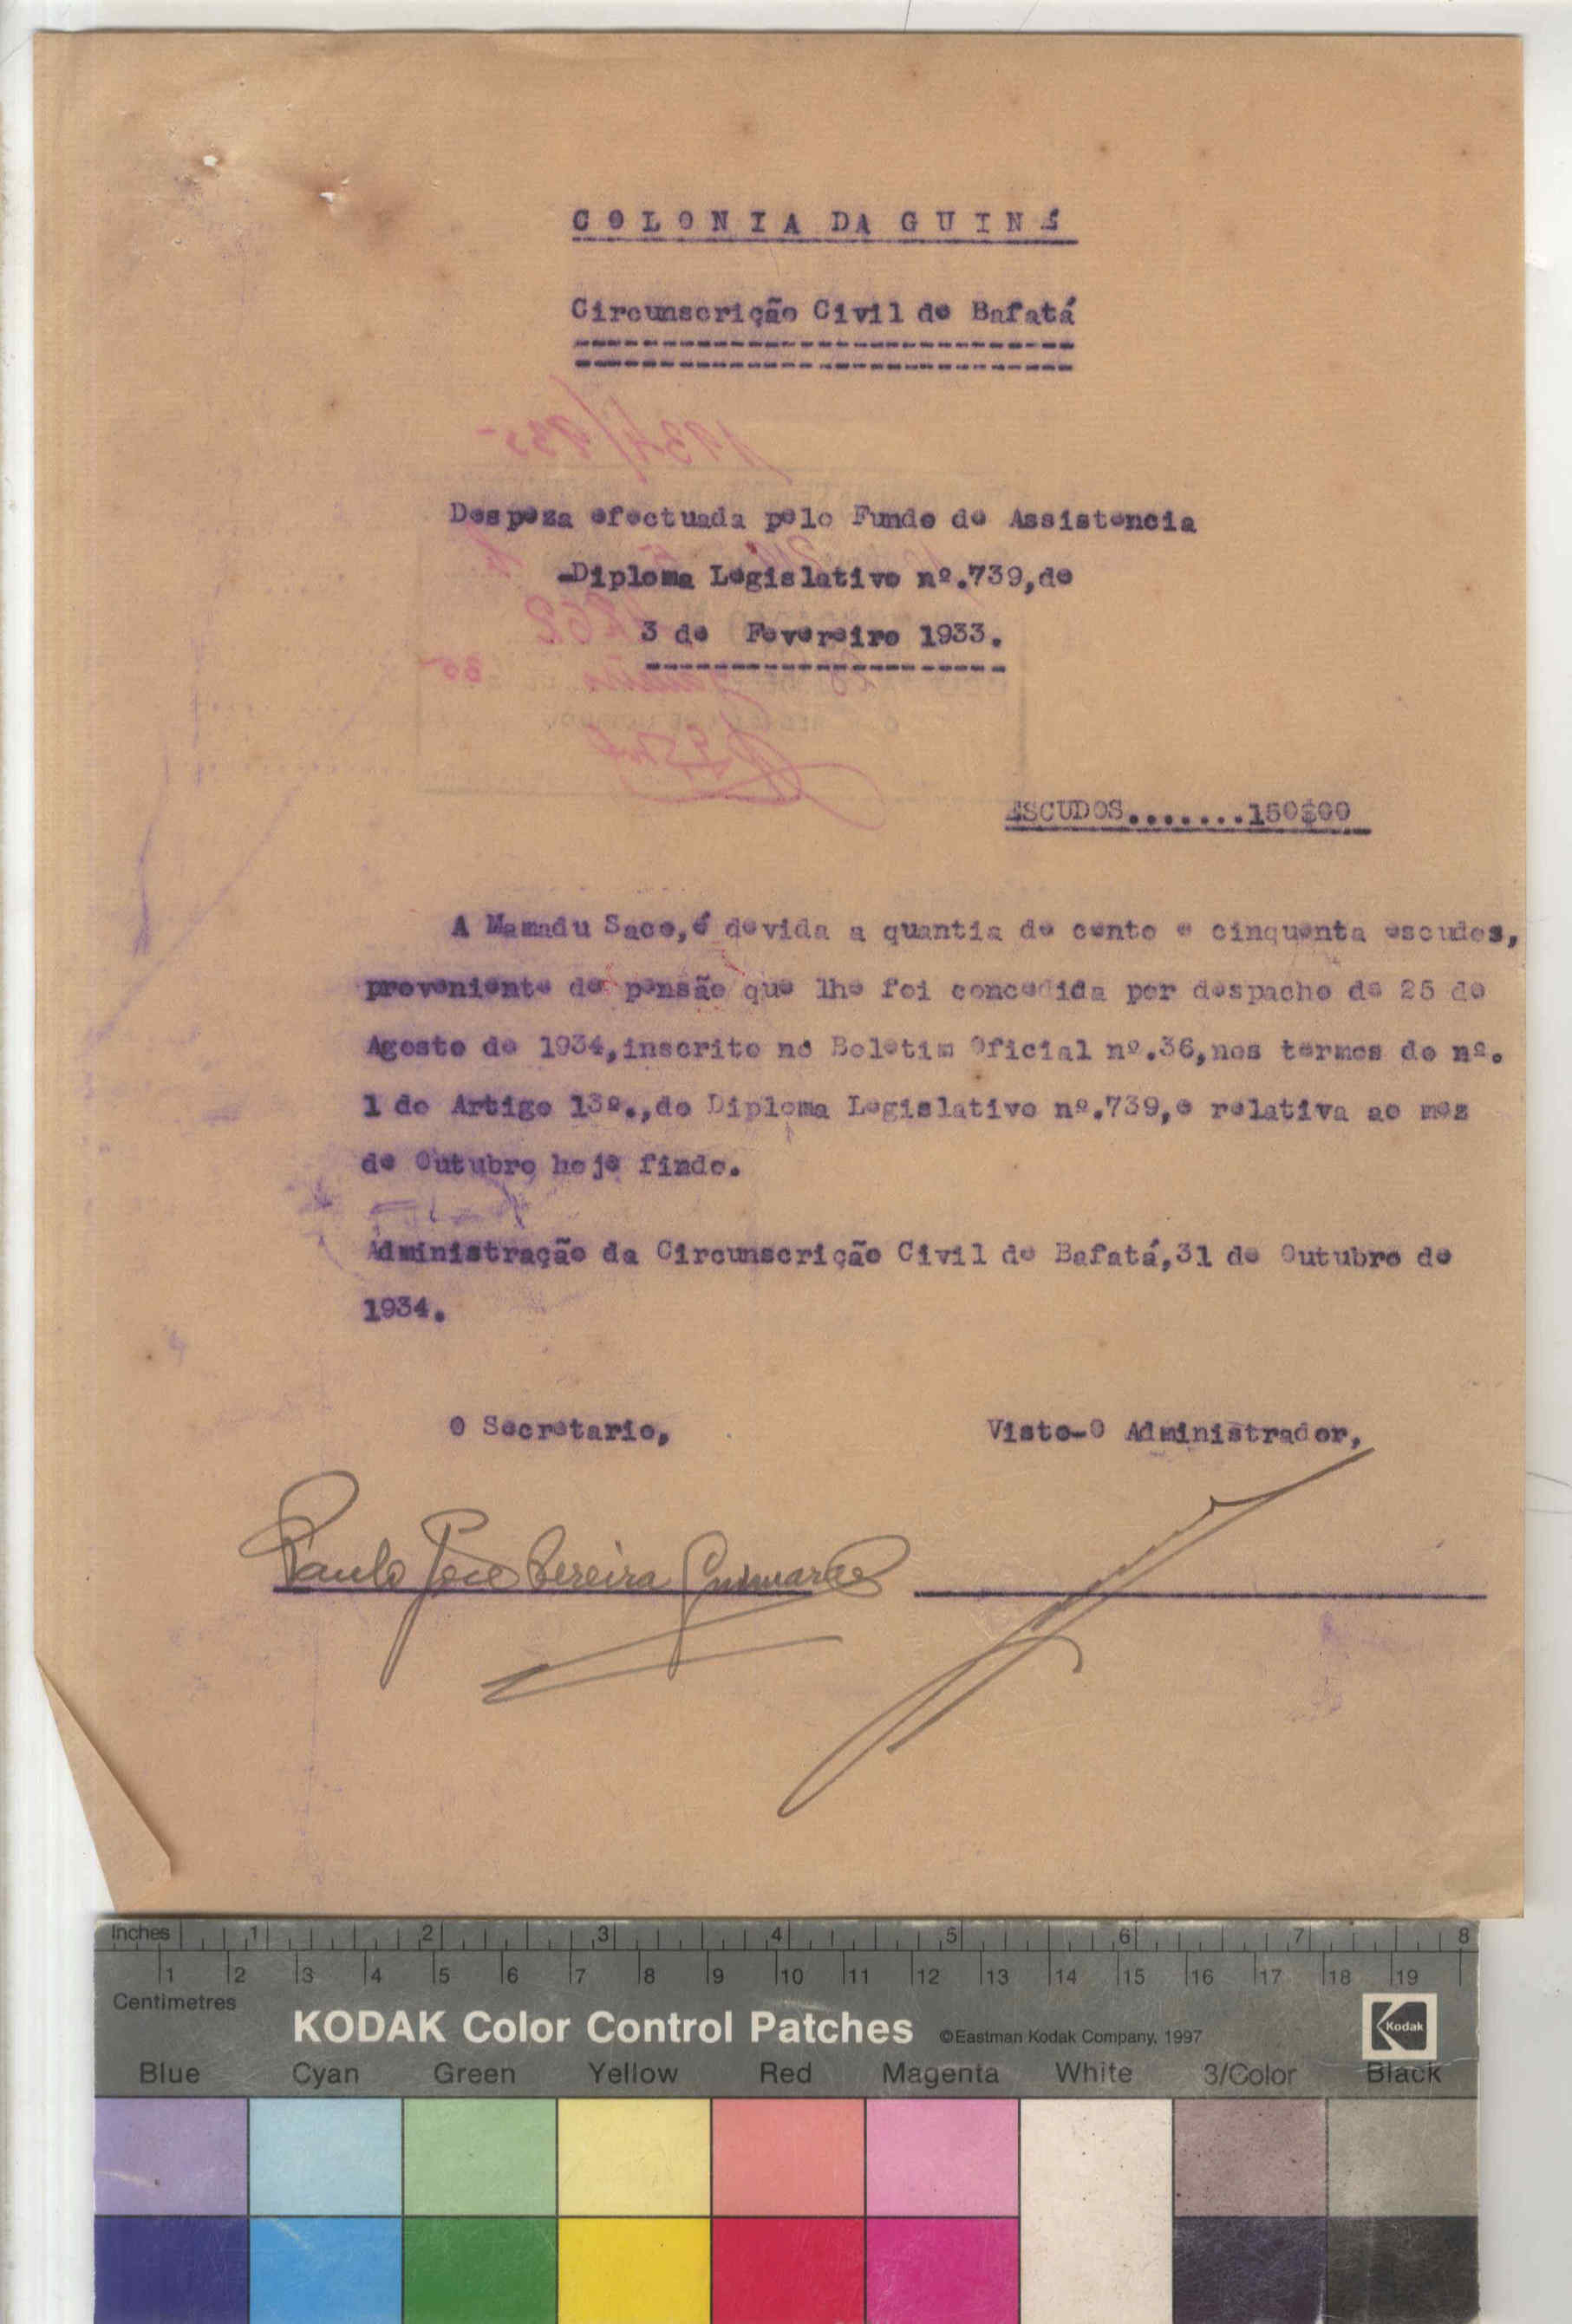 COLONIA DA GUINÉ
Circunscrição Civil de Bafatá
Despeza efectuada pelo Fundo de Assistencia
-Diploma Legislativo nº.739,de
3 de Fevereiro 1933.
ESCUDOS.......150$00
A Mamadu Saco,é devida a quantia de cento e cinquenta escudos,
proveniente de pensão que lhe foi concedida por despacho de 25 de
Agosto de 1934,inscrito no Boletim Oficial nº.36,nos termos do nº.
1 do Artigo 13º.,do Diploma Legislativo nº.739,e relativa ao mez
de Outubro hoje findo.
Administração da Circunscrição Civil de Bafatá,31 de Outubro de
1934.
O Secretario,
Visto-O Administrador,
Paulo José Pereira Guimarães
Inches 1 2 3 4 5 6 7 8
1 2 3 4 5 6 7 8 9 10 11 12 13 14 15 16 17 18 19
Centimetres
KODAK Color Control Patches ©Eastman Kodak Company, 1997 Kodak
Blue Cyan Green Yellow Red Magenta White 3/Color Black